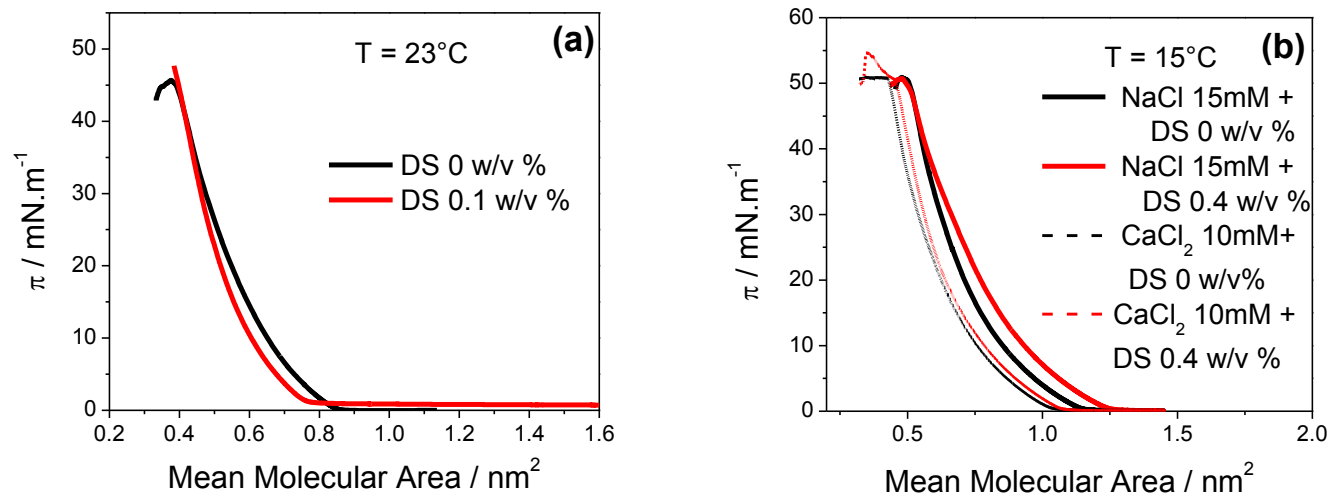 (a)
T = 23°C
DS 0 w/v %
DS 0.1 w/v %
π / mN.m⁻¹
50
40
30
20
10
0
0.2 0.4 0.6 0.8 1.0 1.2 1.4 1.6
Mean Molecular Area / nm²
(b)
T = 15°C
NaCl 15mM +
DS 0 w/v %
NaCl 15mM +
DS 0.4 w/v %
CaCl₂ 10mM+
DS 0 w/v%
CaCl₂ 10mM +
DS 0.4 w/v %
π / mN.m⁻¹
60
50
40
30
20
10
0
0.5 1.0 1.5 2.0
Mean Molecular Area / nm²